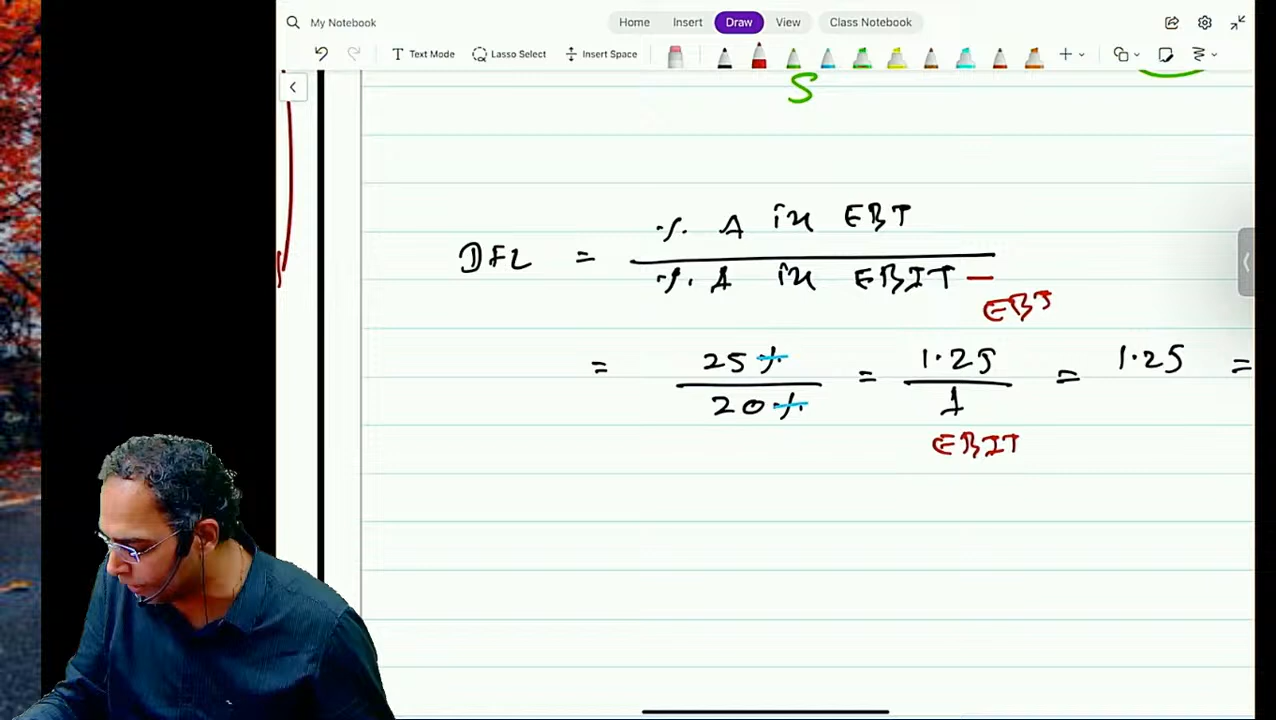 My Notebook
Home Insert Draw View Class Notebook
Text Mode Lasso Select Insert Space
S
DFL = %. Δ in EBT
%. Δ in EBIT -
EBT
= 25% = 1.25 = 1.25 =
20% 1
EBIT